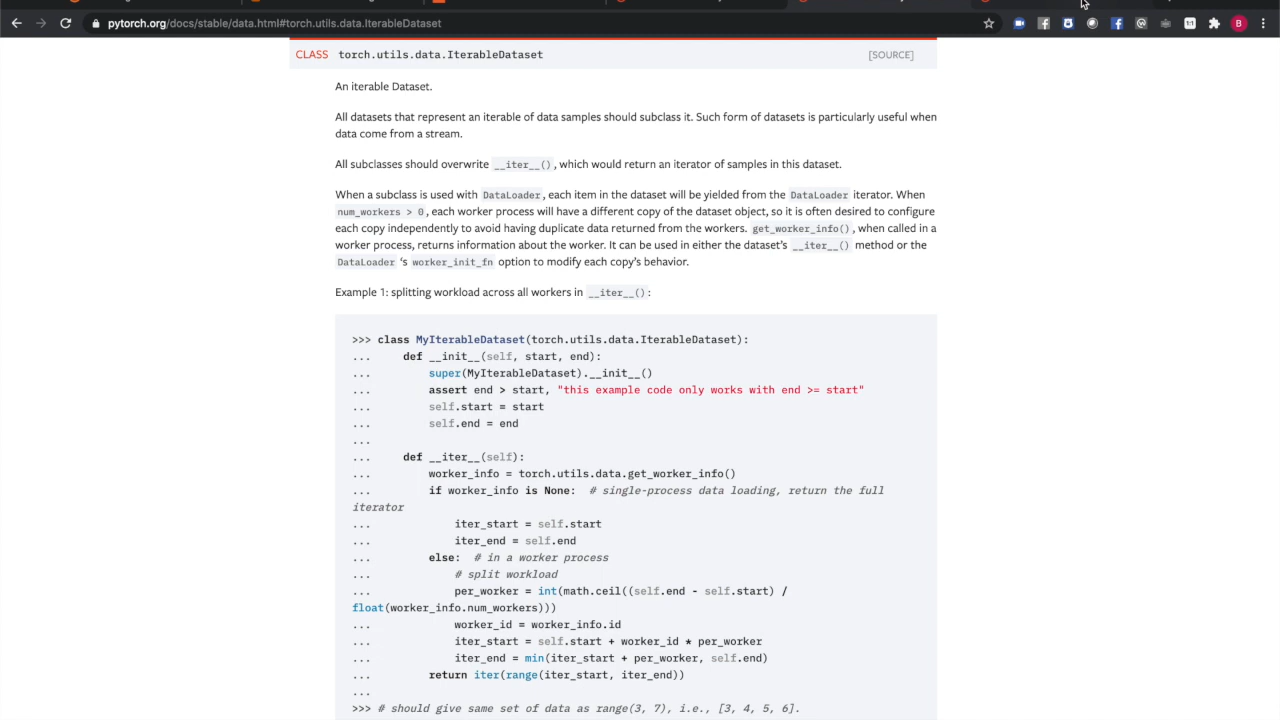 pytorch.org/docs/stable/data.html#torch.utils.data.IterableDataset
B
CLASS torch.utils.data.IterableDataset [SOURCE]
An iterable Dataset.
All datasets that represent an iterable of data samples should subclass it. Such form of datasets is particularly useful when
data come from a stream.
All subclasses should overwrite __iter__(), which would return an iterator of samples in this dataset.
When a subclass is used with DataLoader, each item in the dataset will be yielded from the DataLoader iterator. When
num_workers > 0, each worker process will have a different copy of the dataset object, so it is often desired to configure
each copy independently to avoid having duplicate data returned from the workers. get_worker_info(), when called in a
worker process, returns information about the worker. It can be used in either the dataset's __iter__() method or the
DataLoader 's worker_init_fn option to modify each copy's behavior.
Example 1: splitting workload across all workers in __iter__():
>>> class MyIterableDataset(torch.utils.data.IterableDataset):
...     def __init__(self, start, end):
...         super(MyIterableDataset).__init__()
...         assert end > start, "this example code only works with end >= start"
...         self.start = start
...         self.end = end
...
...     def __iter__(self):
...         worker_info = torch.utils.data.get_worker_info()
...         if worker_info is None:  # single-process data loading, return the full
iterator
...             iter_start = self.start
...             iter_end = self.end
...         else:  # in a worker process
...             # split workload
...             per_worker = int(math.ceil((self.end - self.start) /
float(worker_info.num_workers)))
...             worker_id = worker_info.id
...             iter_start = self.start + worker_id * per_worker
...             iter_end = min(iter_start + per_worker, self.end)
...         return iter(range(iter_start, iter_end))
...
>>> # should give same set of data as range(3, 7), i.e., [3, 4, 5, 6].